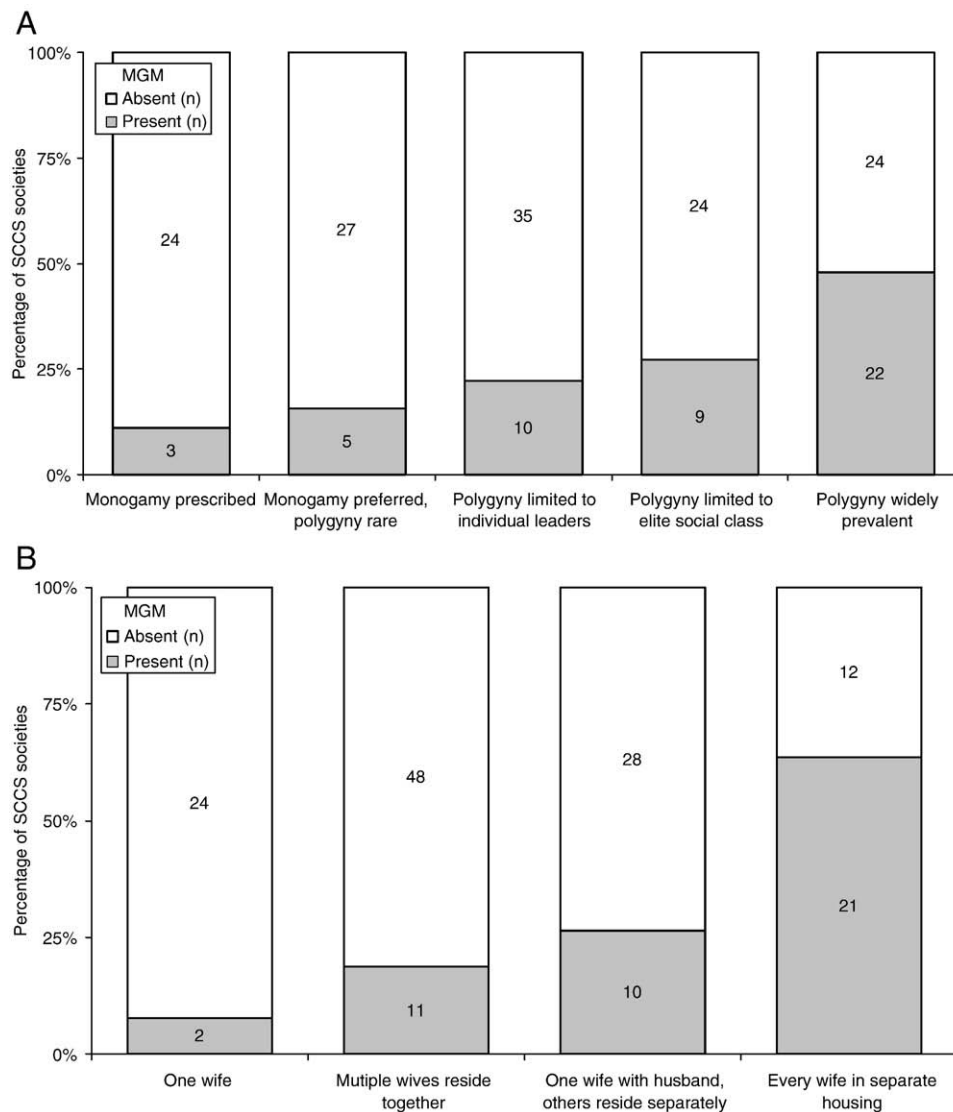 A
100%
MGM
Absent (n)
Present (n)
75%
50%
25%
0%
Percentage of SCCS societies
24
27
35
24
24
3
5
10
9
22
Monogamy prescribed
Monogamy preferred,
polygyny rare
Polygyny limited to
individual leaders
Polygyny limited to
elite social class
Polygyny widely
prevalent
B
100%
MGM
Absent (n)
Present (n)
75%
50%
25%
0%
Percentage of SCCS societies
24
48
28
12
2
11
10
21
One wife
Mutiple wives reside
together
One wife with husband,
others reside separately
Every wife in separate
housing